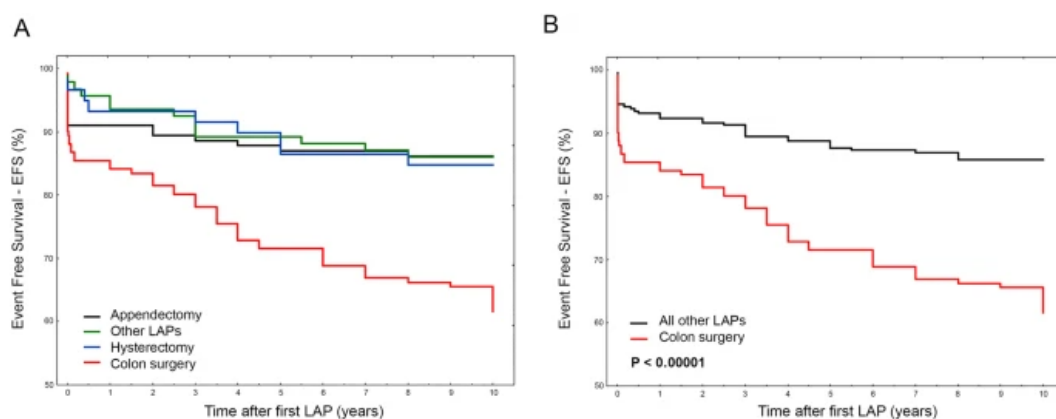 A
Event Free Survival - EFS (%)
100
90
80
70
60
50
Appendectomy
Other LAPs
Hysterectomy
Colon surgery
0 1 2 3 4 5 6 7 8 9 10
Time after first LAP (years)
B
Event Free Survival - EFS (%)
100
90
80
70
60
50
All other LAPs
Colon surgery
P < 0.00001
0 1 2 3 4 5 6 7 8 9 10
Time after first LAP (years)